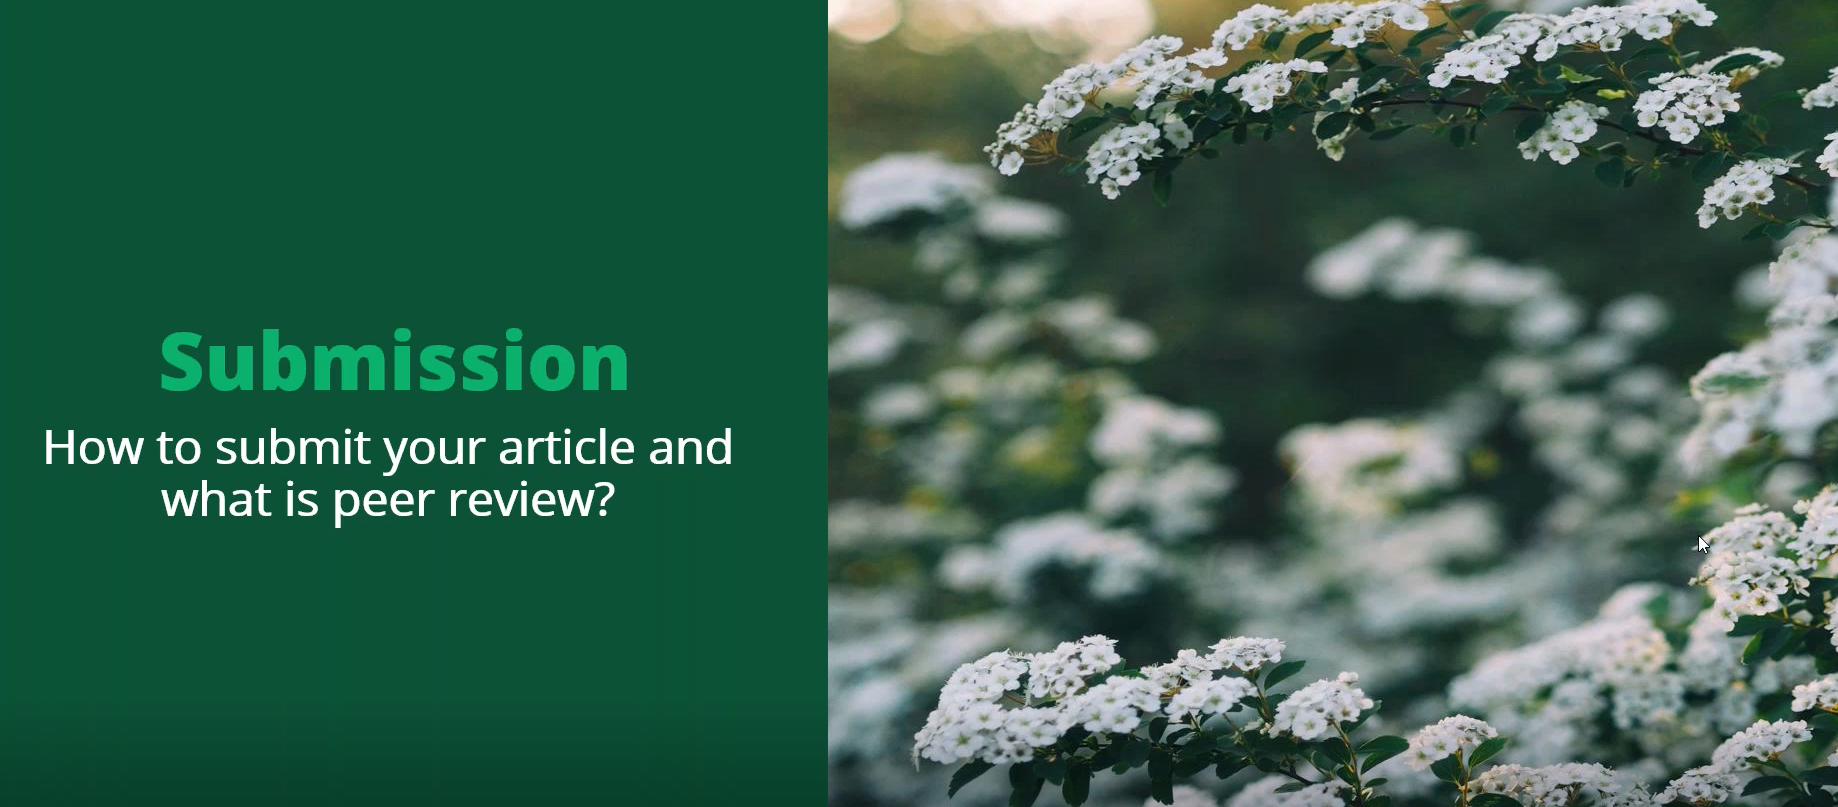 Submission
How to submit your article and
what is peer review?